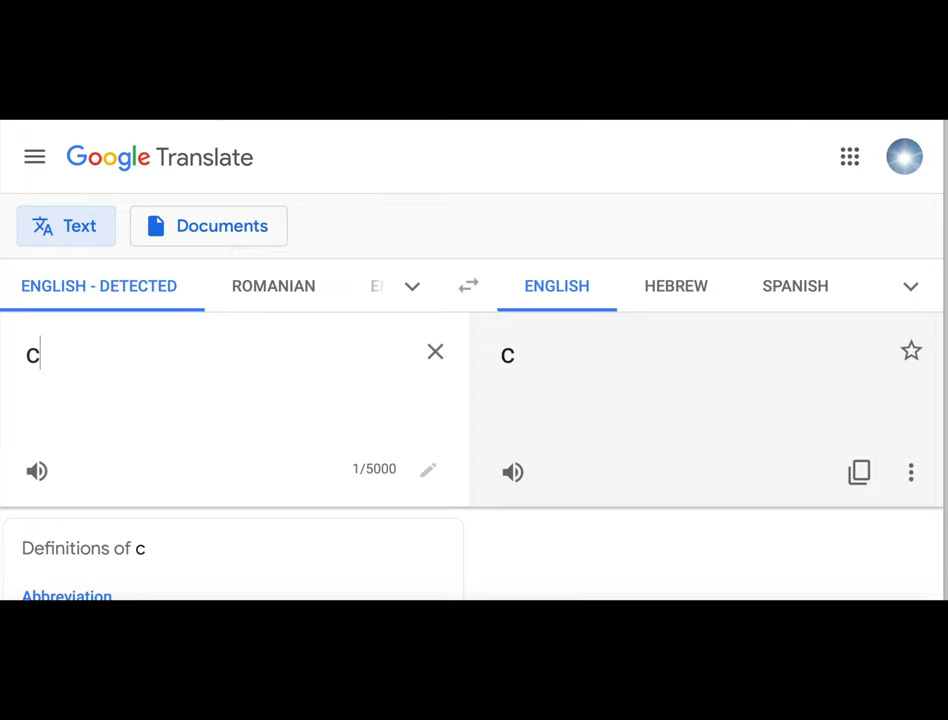 Google Translate
Text Documents
ENGLISH - DETECTED ROMANIAN ENGLISH HEBREW SPANISH
c c
1/5000
Definitions of c
Abbreviation